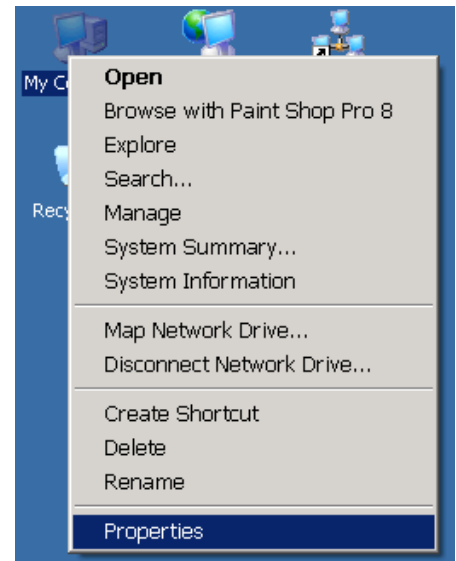 My C
Open
Browse with Paint Shop Pro 8
Explore
Search...
Recy
Manage
System Summary...
System Information
Map Network Drive...
Disconnect Network Drive...
Create Shortcut
Delete
Rename
Properties